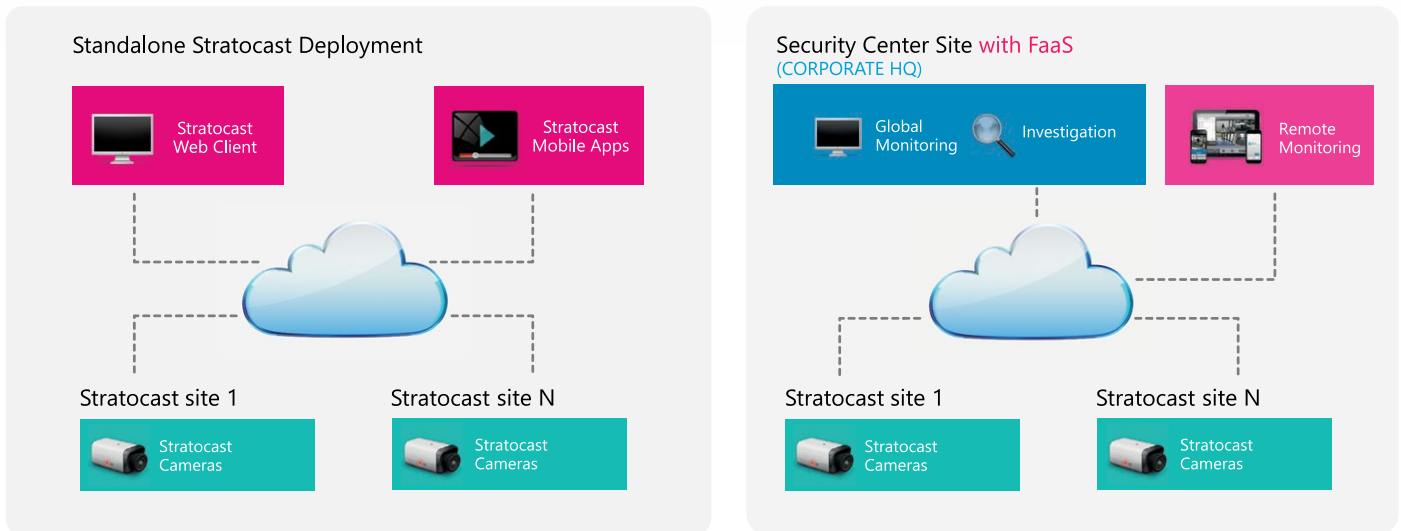 Standalone Stratocast Deployment
Stratocast
Web Client
Stratocast
Mobile Apps
Stratocast site 1
Stratocast site N
Stratocast
Cameras
Stratocast
Cameras
Security Center Site with FaaS
(CORPORATE HQ)
Global
Monitoring
Investigation
Remote
Monitoring
Stratocast site 1
Stratocast site N
Stratocast
Cameras
Stratocast
Cameras